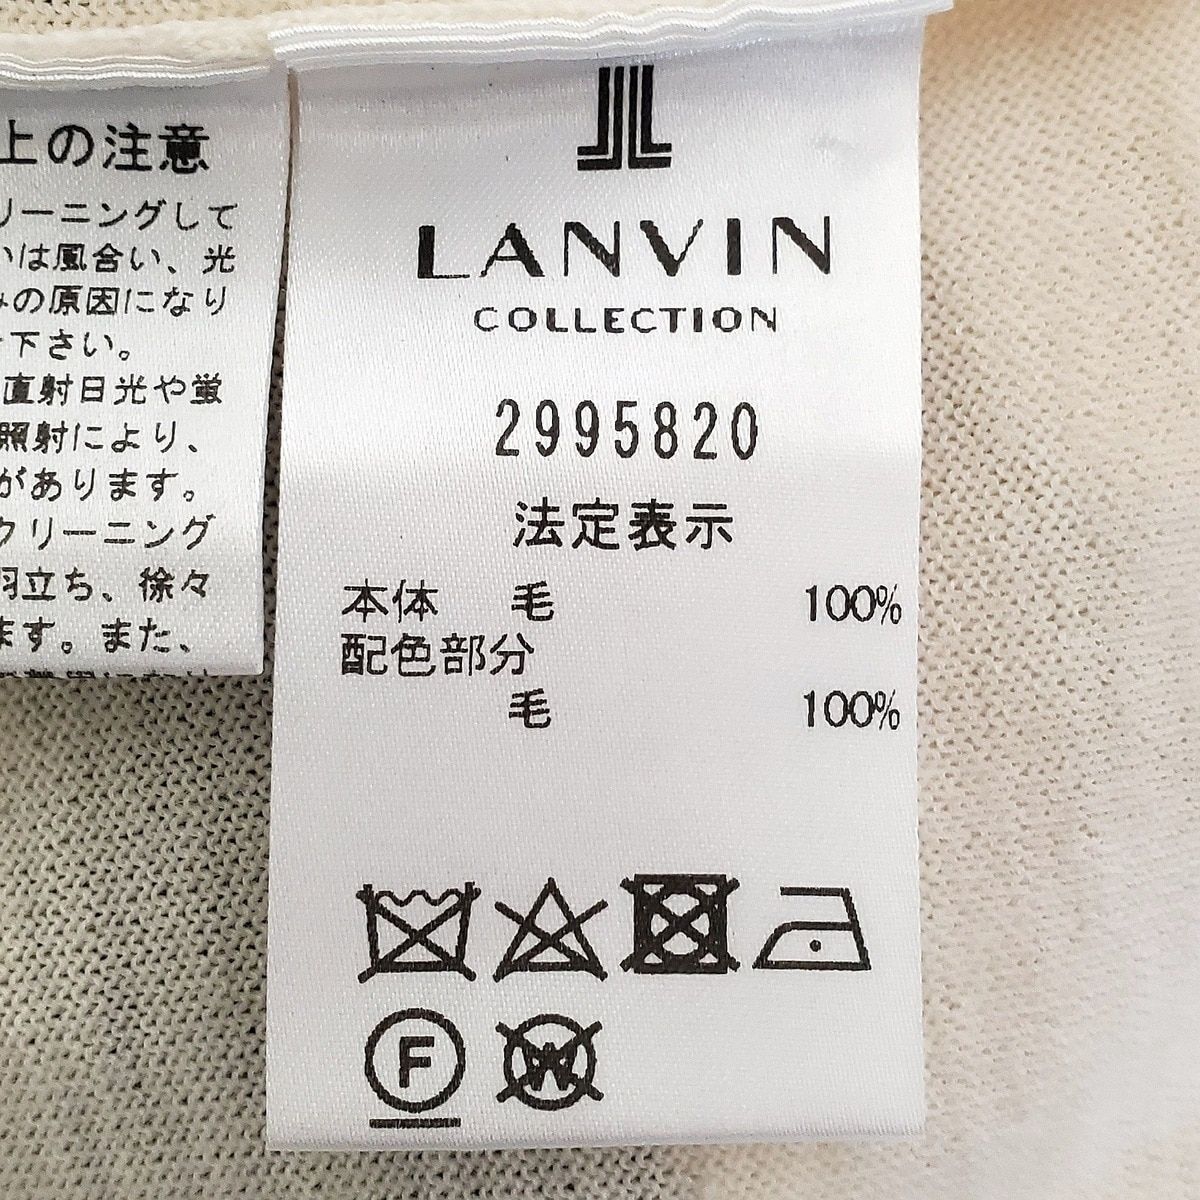 上の注意
リーニングして
いは風合い、光
みの原因になり
下さい。
直射日光や蛍
照射により、
があります。
クリーニング
羽立ち、徐々
ます。また、
LANVIN
COLLECTION
2995820
法定表示
本体 毛 100%
配色部分
毛 100%
F
W